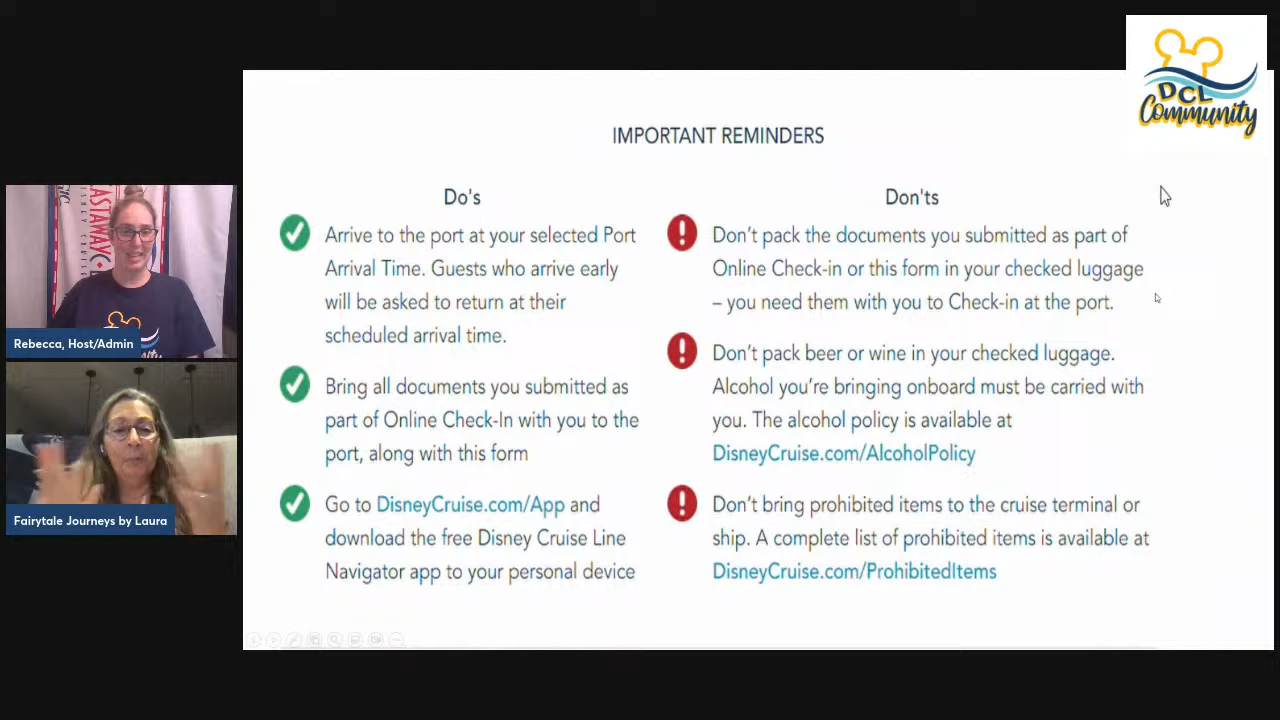 DCL
Community
IMPORTANT REMINDERS
Do's
Arrive to the port at your selected Port
Arrival Time. Guests who arrive early
will be asked to return at their
scheduled arrival time.
Bring all documents you submitted as
part of Online Check-In with you to the
port, along with this form
Go to DisneyCruise.com/App and
download the free Disney Cruise Line
Navigator app to your personal device
Don'ts
Don't pack the documents you submitted as part of
Online Check-in or this form in your checked luggage
– you need them with you to Check-in at the port.
Don't pack beer or wine in your checked luggage.
Alcohol you're bringing onboard must be carried with
you. The alcohol policy is available at
DisneyCruise.com/AlcoholPolicy
Don't bring prohibited items to the cruise terminal or
ship. A complete list of prohibited items is available at
DisneyCruise.com/ProhibitedItems
Rebecca, Host/Admin
Fairytale Journeys by Laura